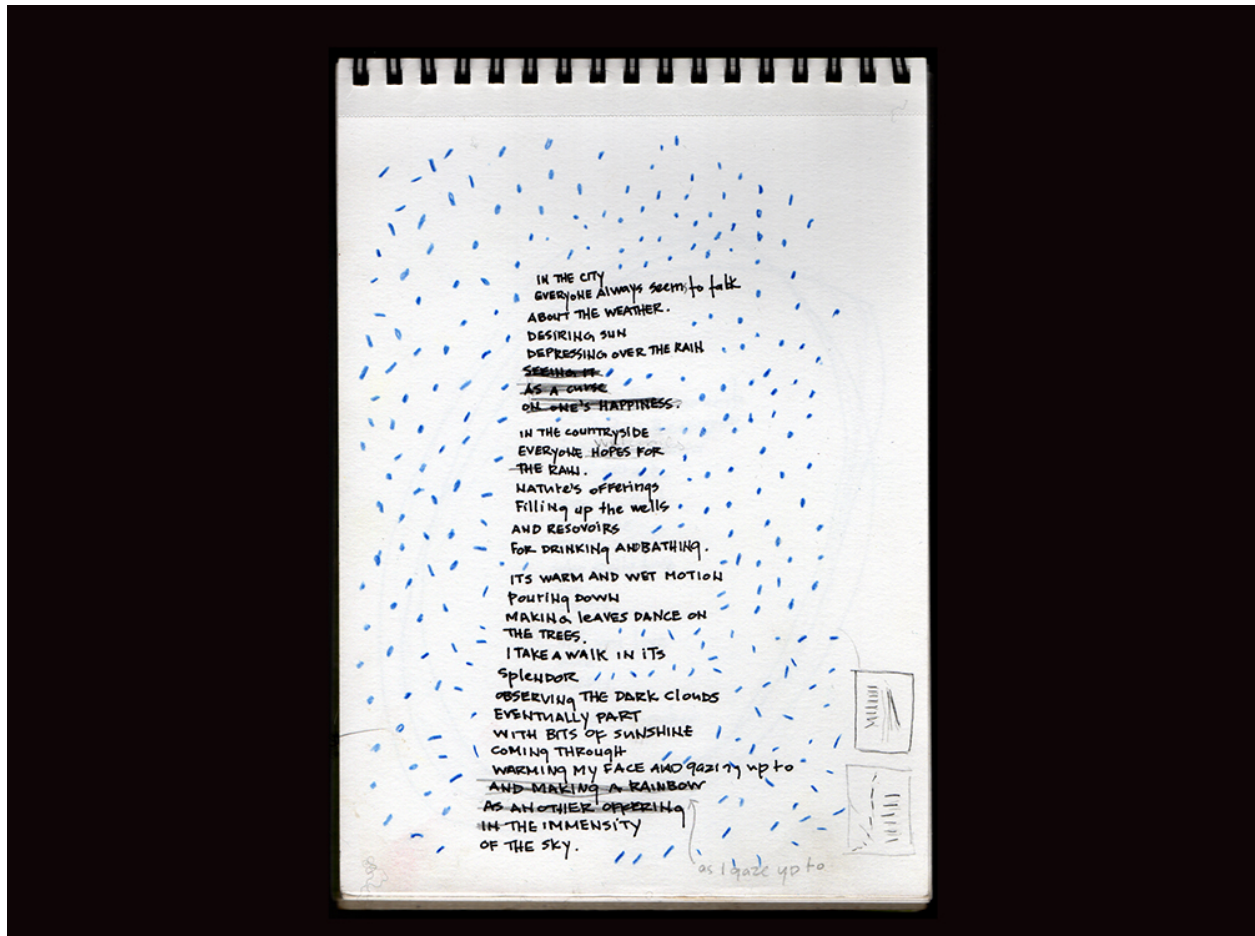 IN THE CITY
EVERYONE Always seems to talk
ABOUT THE WEATHER.
DESIRING SUN
DEPRESSING OVER THE RAIN
SEEING IT
AS A curse
ON ONE'S HAPPINESS.
IN THE COUNTRYSIDE
EVERYONE HOPES FOR
THE RAIN.
NATure's offerings
Filling up the wells
AND RESOVOIRS
FOR DRINKING AND BATHING.
ITS WARM AND WET MOTION
Pouring DOWN
MAKING leAVES DANCE ON
THE TREES.
I TAKE A WALK IN ITS
SplENDOR
OBSERVING THE DARK Clouds
EVENTUALLY PART
WITH BITS OF SUNSHINE
COMING THROUGH
WARMING MY FACE AND gazing up to
AND MAKING A RAINBOW
AS ANOTHER OFFERING
IN THE IMMENSITY
OF THE SKY.
as I gaze up to